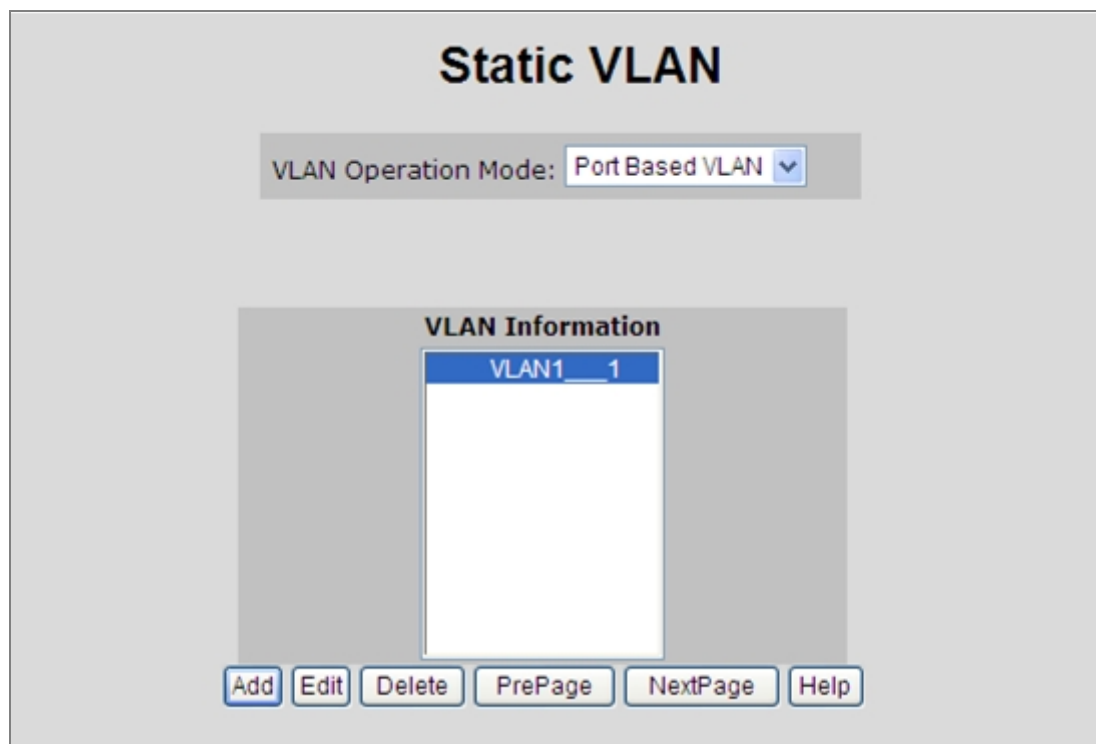 Static VLAN
VLAN Operation Mode: Port Based VLAN
VLAN Information
VLAN1___1
Add Edit Delete PrePage NextPage Help